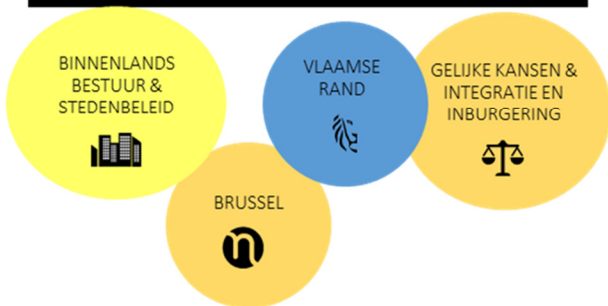 BINNENLANDS
BESTUUR &
STEDENBELEID
VLAAMSE
RAND
GELIJKE KANSEN &
INTEGRATIE EN
INBURGERING
BRUSSEL
n